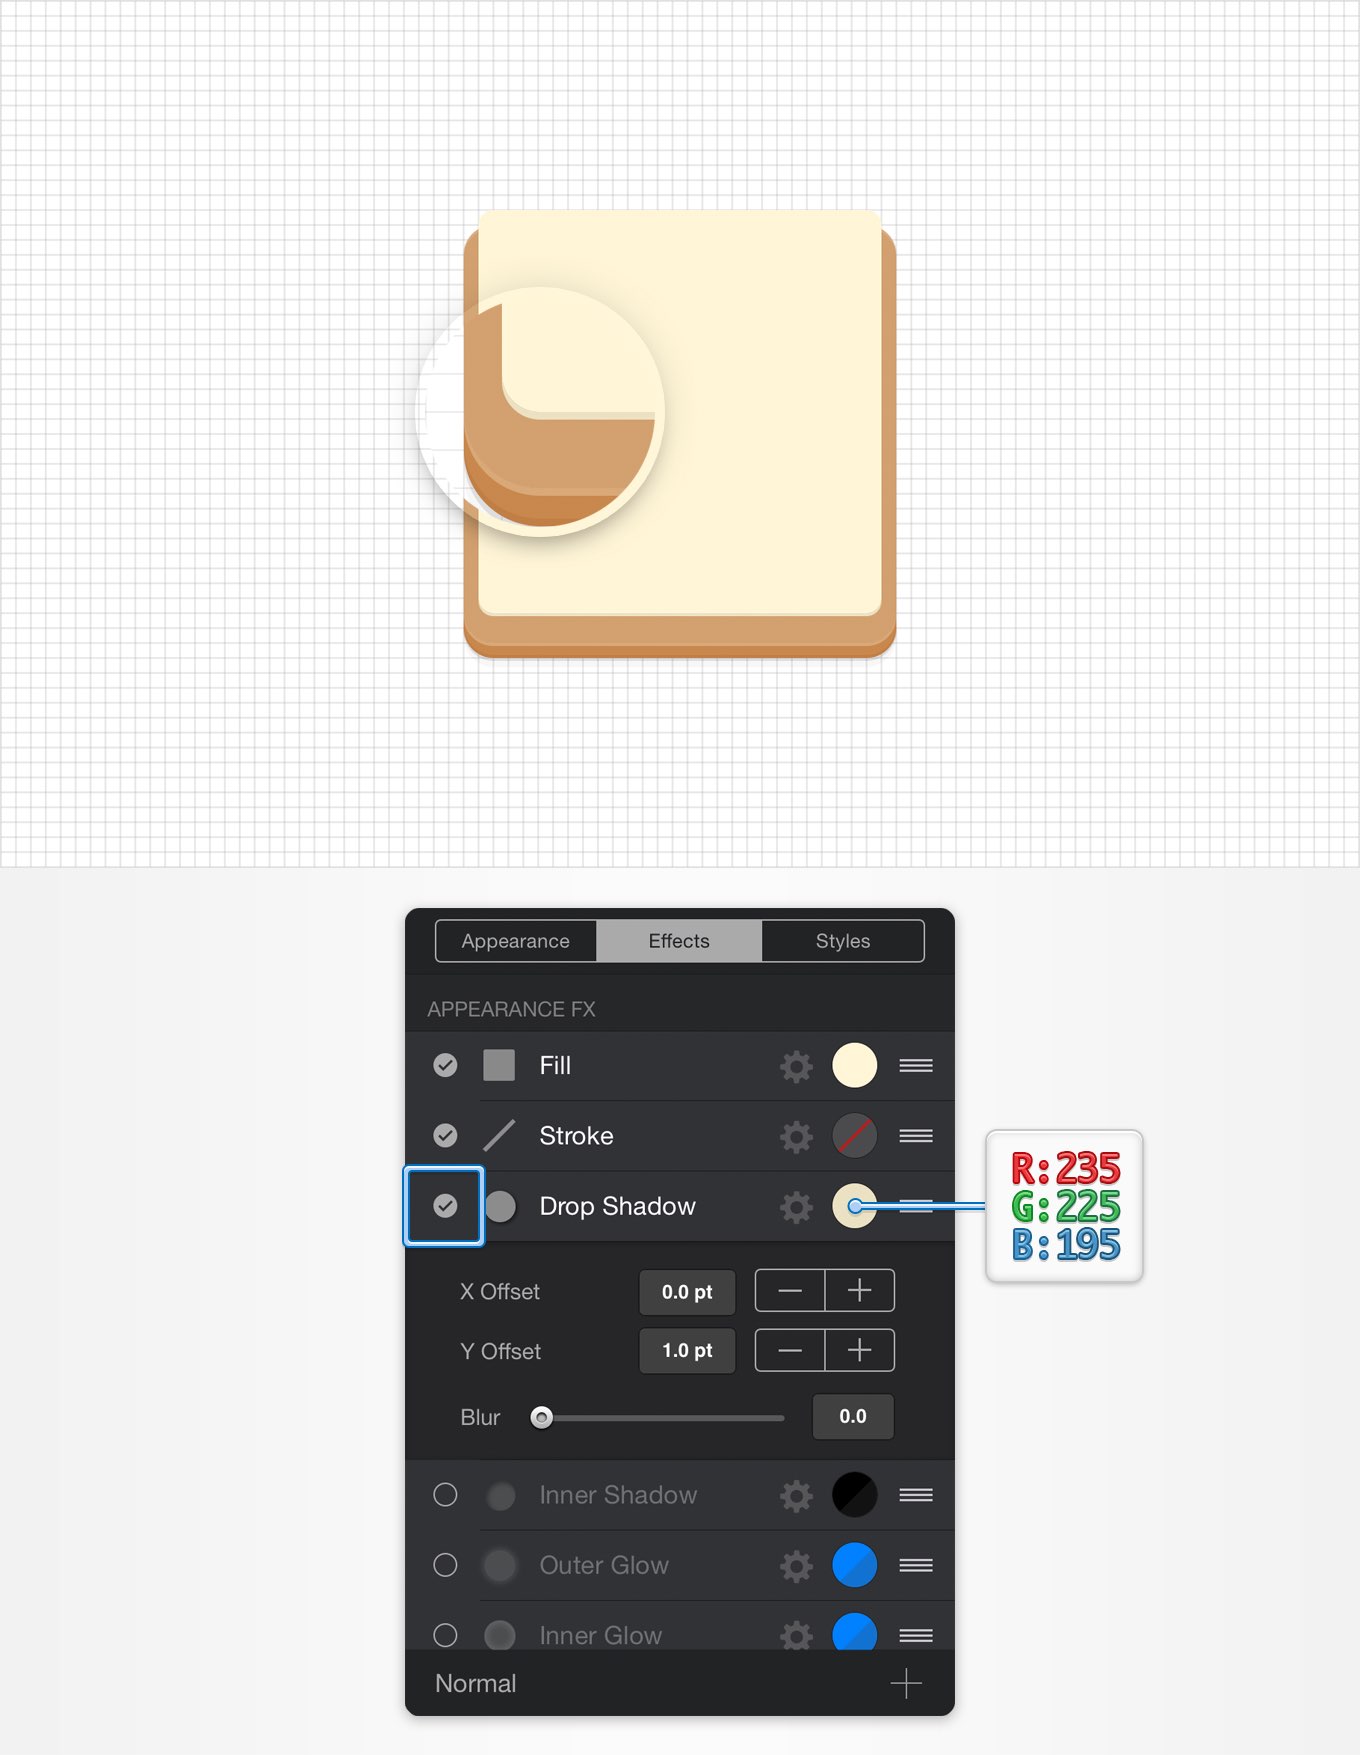 Appearance
Effects
Styles
APPEARANCE FX
Fill
Stroke
Drop Shadow
R:235
G:225
B:195
X Offset
0.0 pt
Y Offset
1.0 pt
Blur
0.0
Inner Shadow
Outer Glow
Inner Glow
Normal